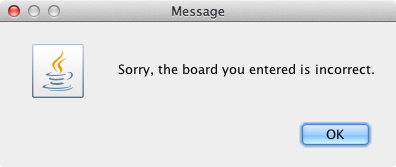 Message
Sorry, the board you entered is incorrect.
OK